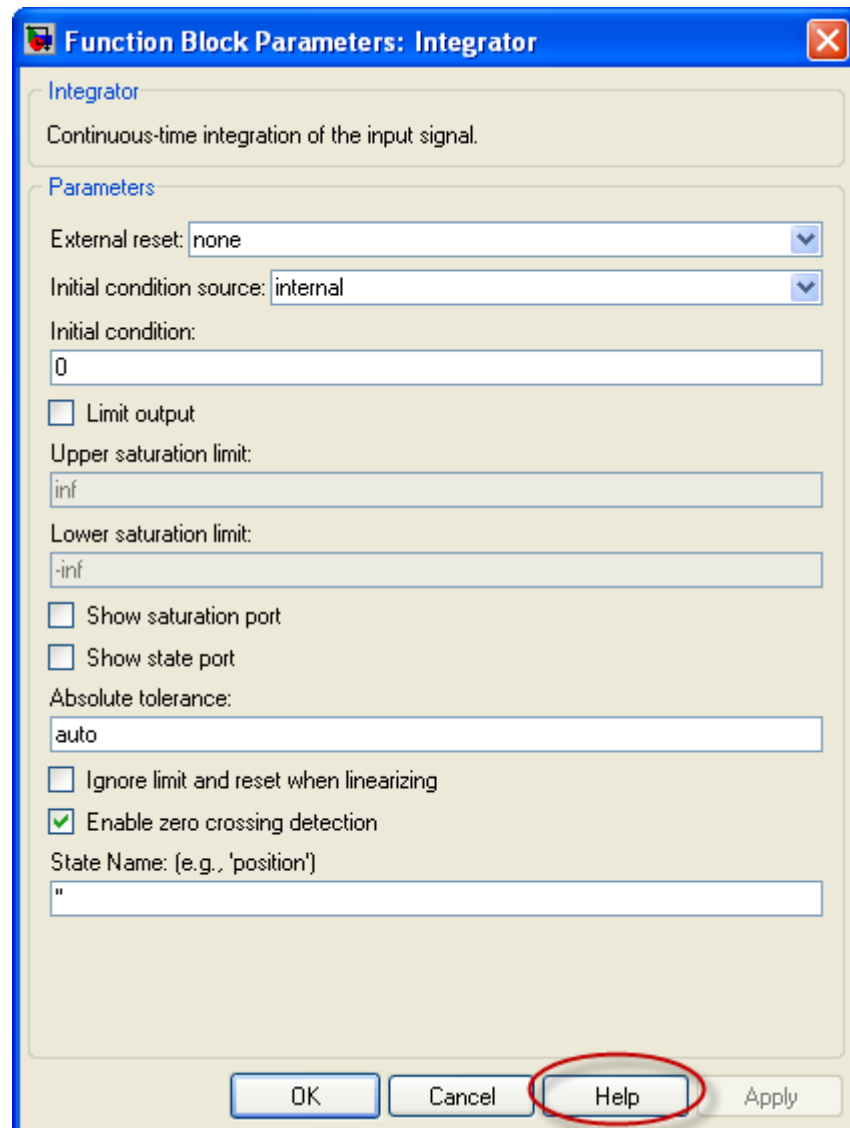 Function Block Parameters: Integrator
Integrator
Continuous-time integration of the input signal.
Parameters
External reset: none
Initial condition source: internal
Initial condition:
0
Limit output
Upper saturation limit:
inf
Lower saturation limit:
-inf
Show saturation port
Show state port
Absolute tolerance:
auto
Ignore limit and reset when linearizing
Enable zero crossing detection
State Name: (e.g., 'position')
''
OK Cancel Help Apply